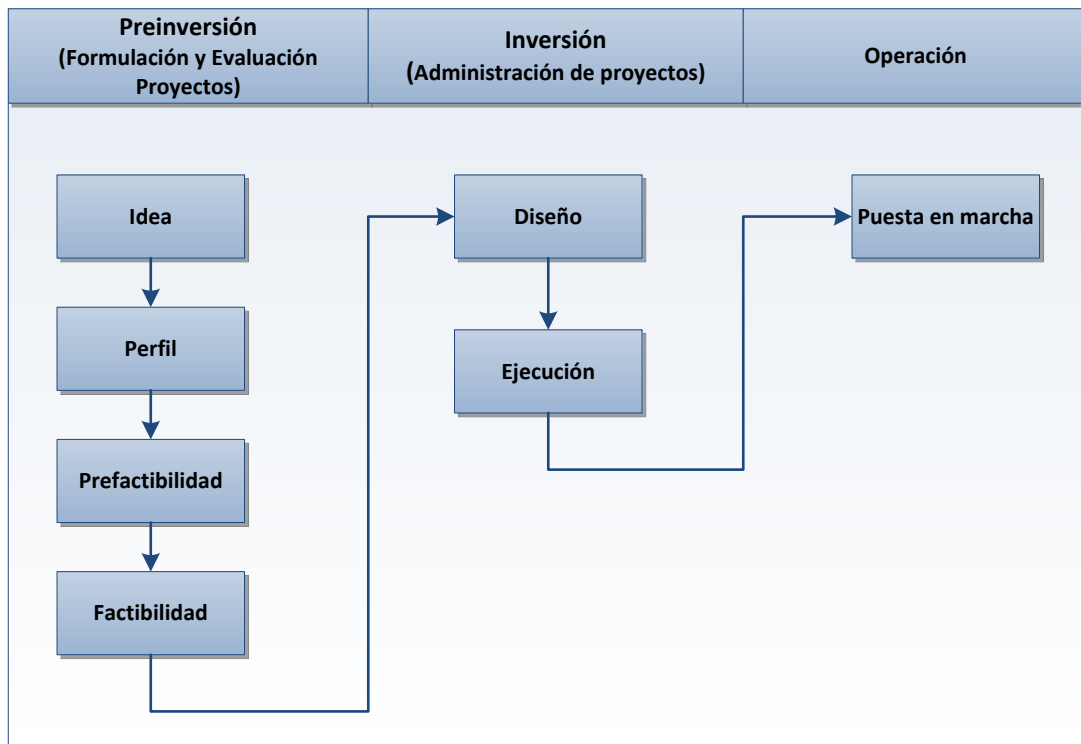 Preinversión
(Formulación y Evaluación
Proyectos)
Inversión
(Administración de proyectos)
Operación
Idea
Perfil
Prefactibilidad
Factibilidad
Diseño
Ejecución
Puesta en marcha